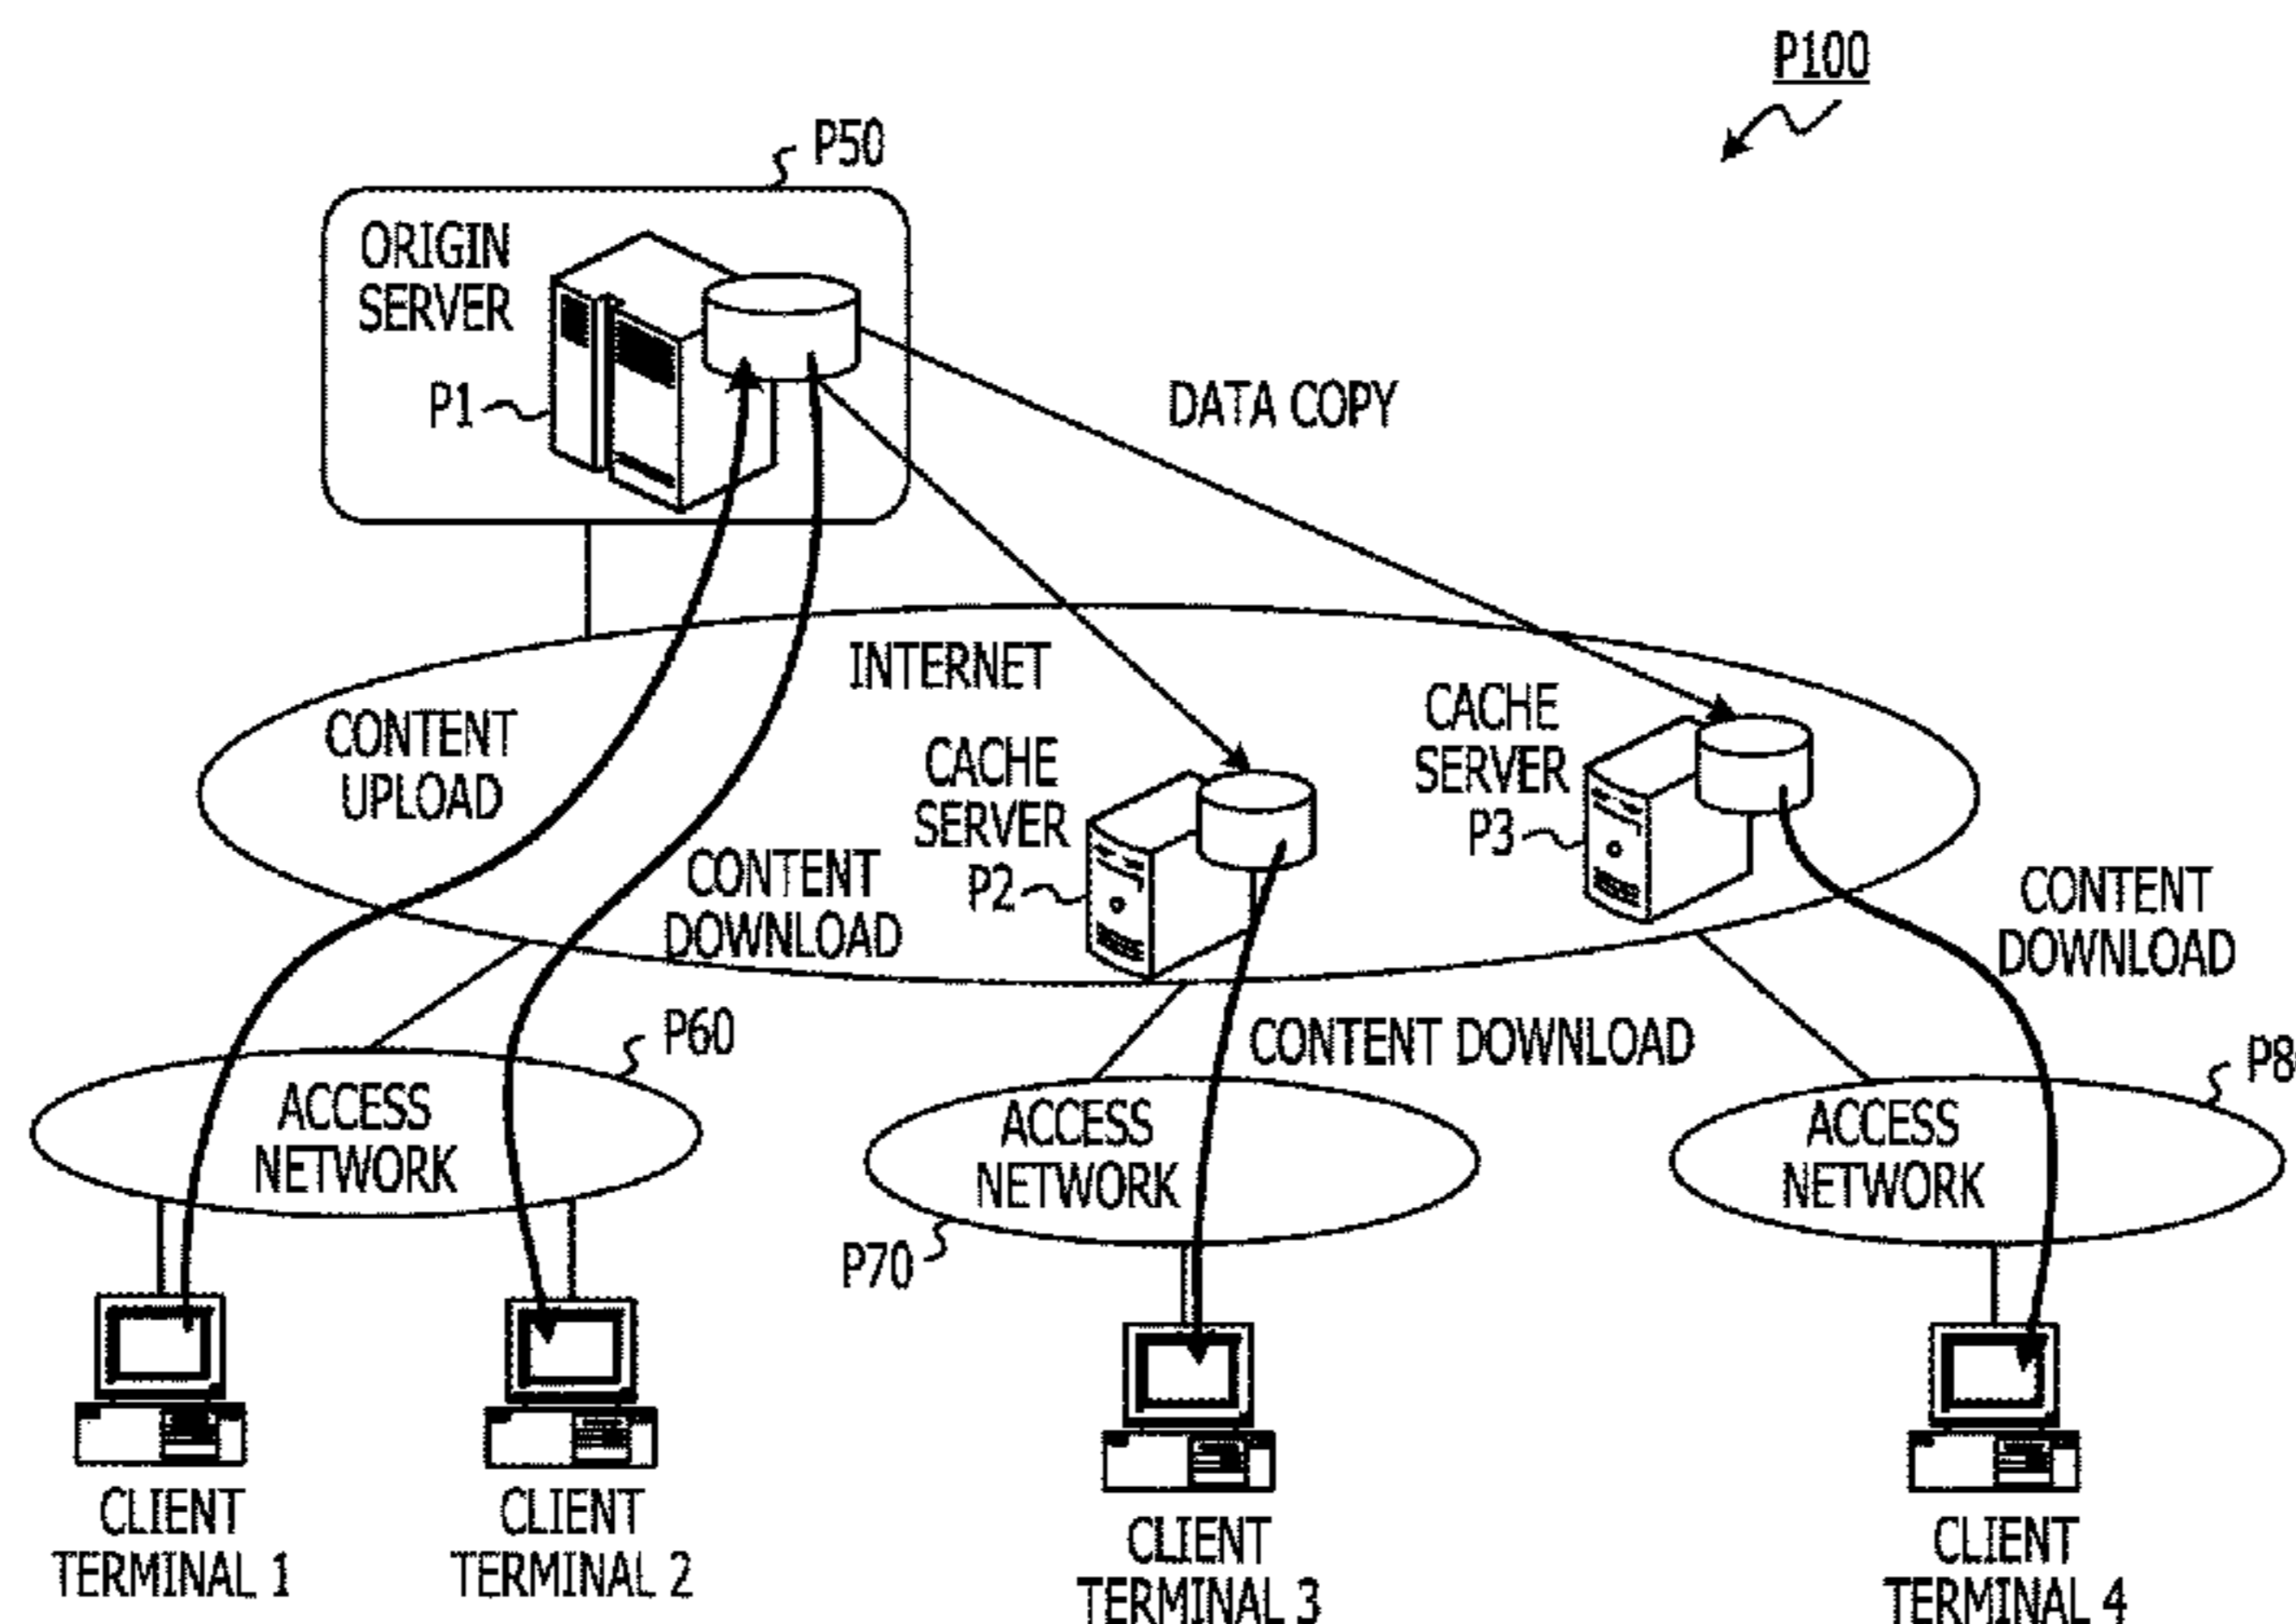 P100
P50
ORIGIN
SERVER
P1
DATA COPY
INTERNET
CONTENT
UPLOAD
CACHE
SERVER
P2
CACHE
SERVER
P3
CONTENT
DOWNLOAD
CONTENT
DOWNLOAD
CONTENT DOWNLOAD
P60
ACCESS
NETWORK
ACCESS
NETWORK
P70
P8
ACCESS
NETWORK
CLIENT
TERMINAL 1
CLIENT
TERMINAL 2
CLIENT
TERMINAL 3
CLIENT
TERMINAL 4